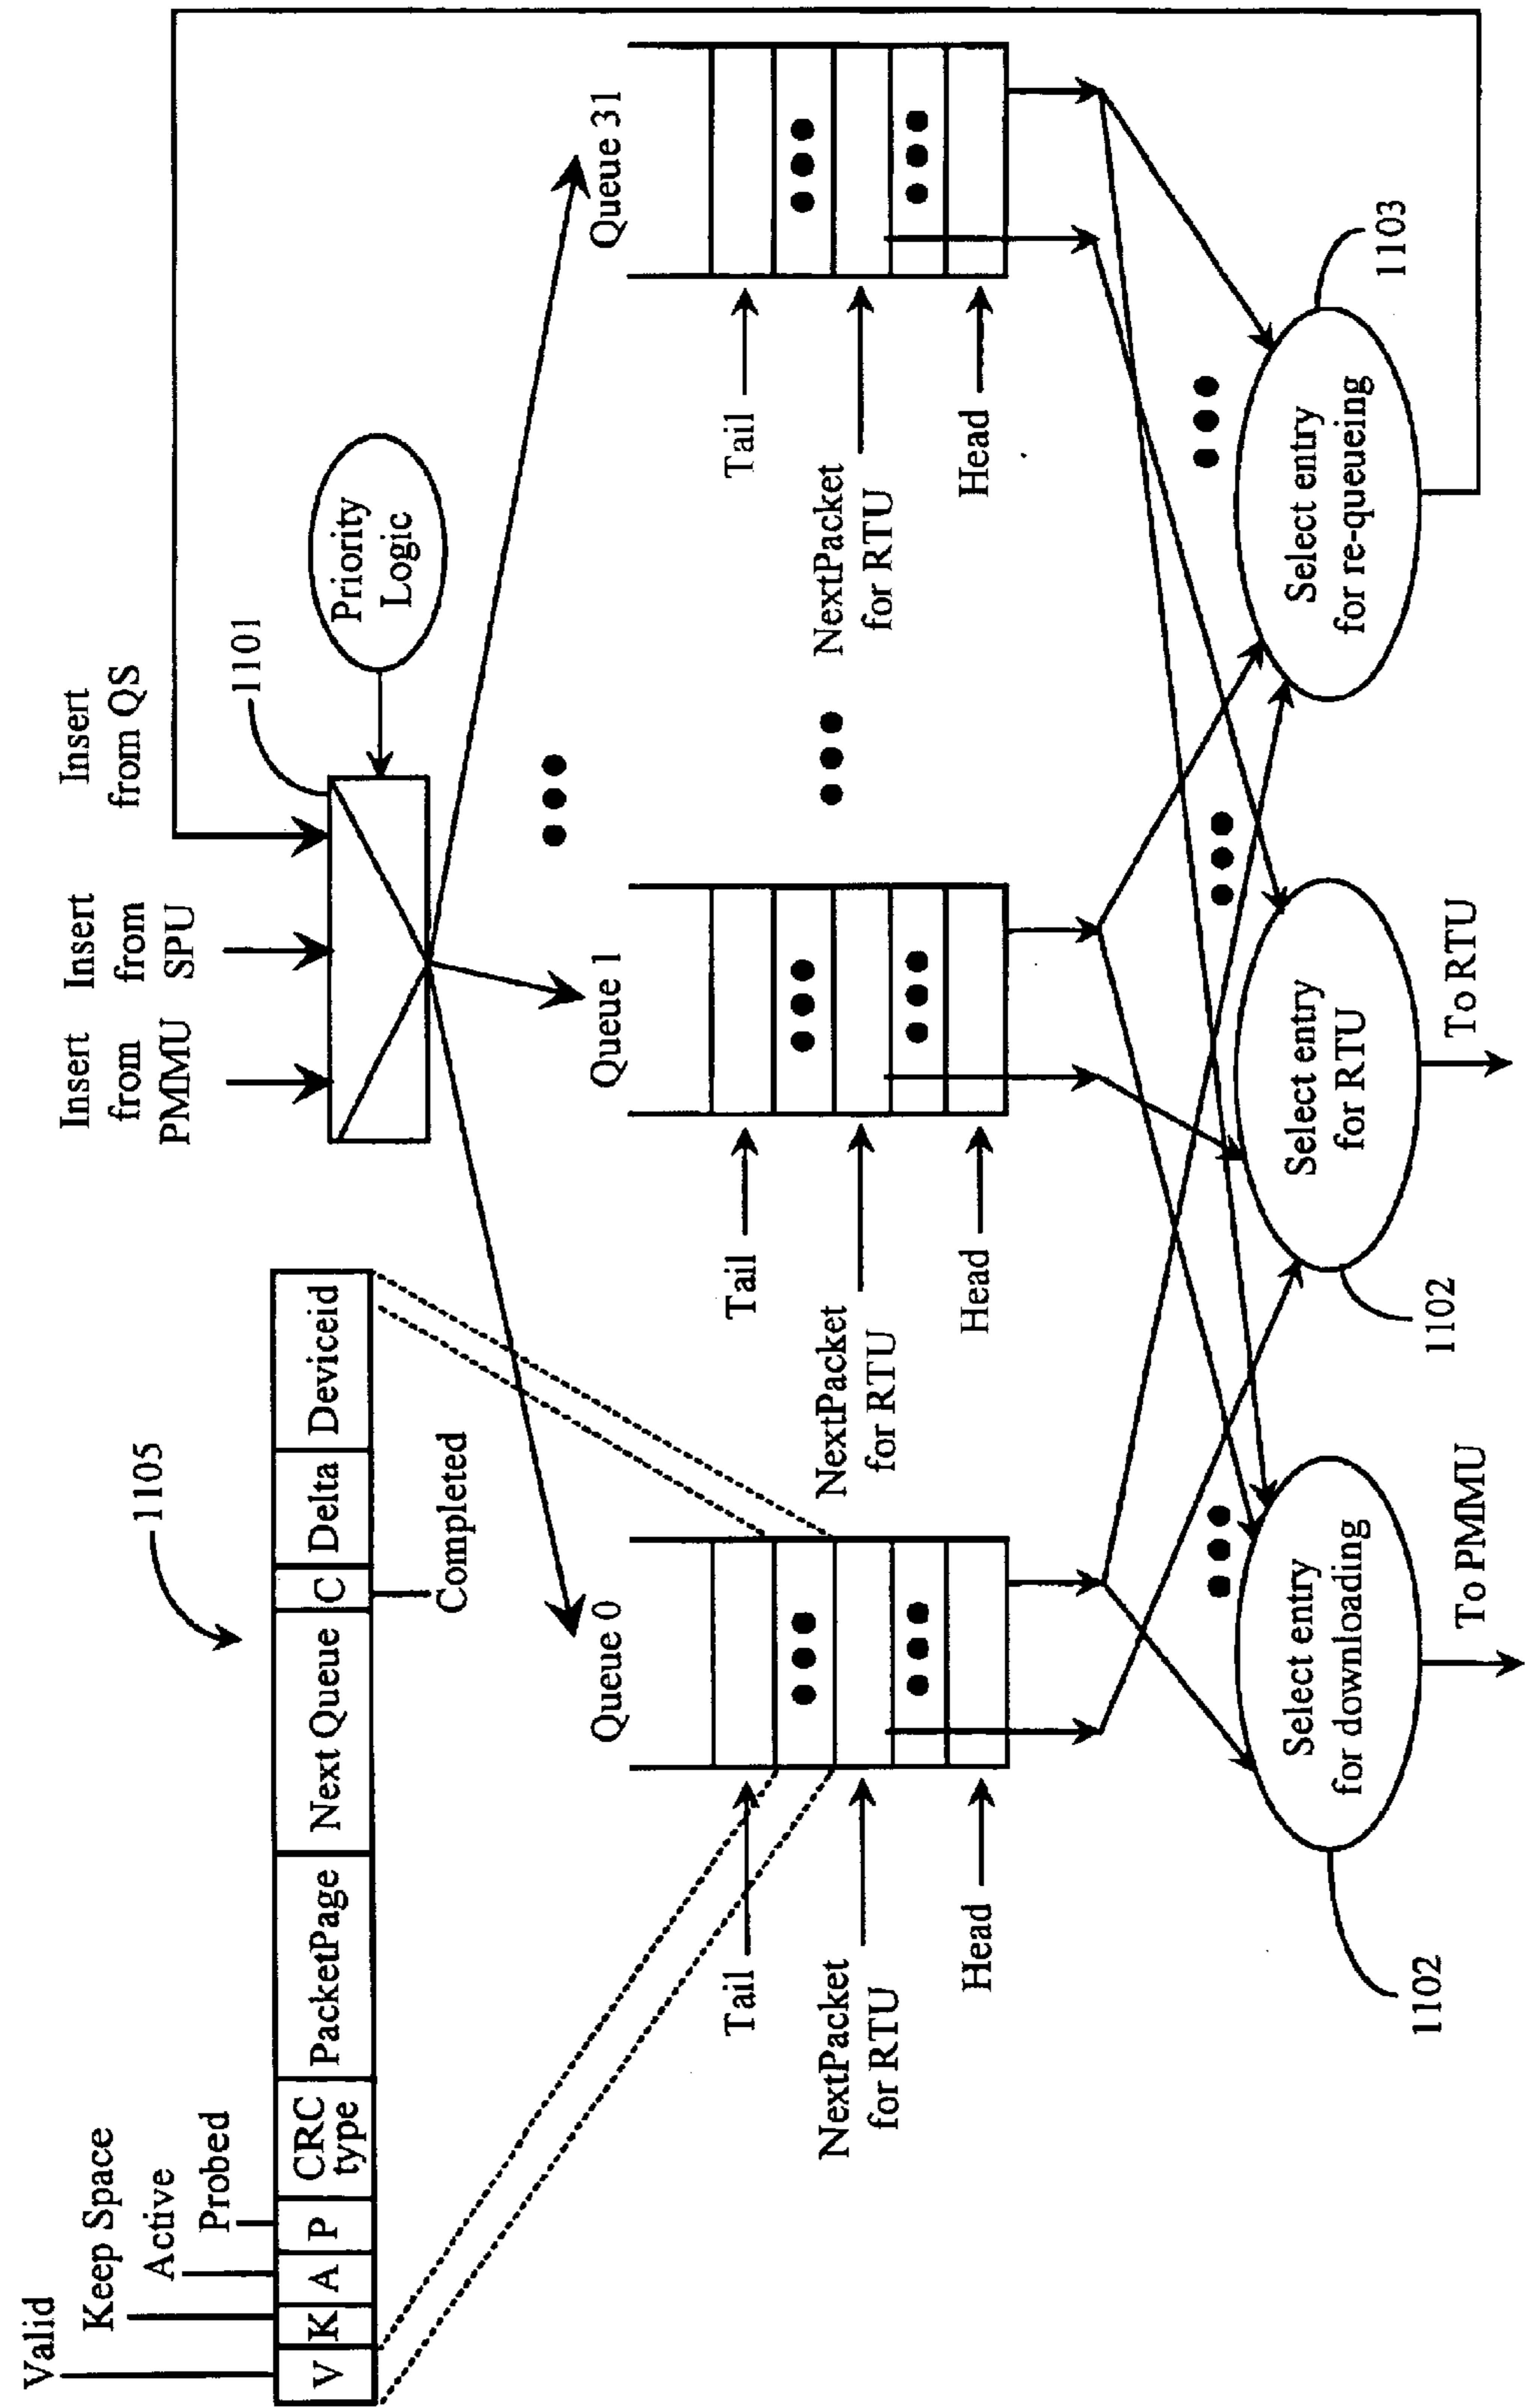 Valid
Keep Space
Active
Probed
V
K
A
P
CRC
type
PacketPage
Next Queue
C
Delta
Deviceid
Completed
1105
Insert
from
PMMU
Insert
from
SPU
Insert
from QS
1101
Priority
Logic
Queue 0
Tail
NextPacket
for RTU
Head
Queue 1
Tail
NextPacket
for RTU
Head
Queue 31
Tail
NextPacket
for RTU
Head
Select entry
for downloading
1102
To PMMU
Select entry
for RTU
1102
To RTU
Select entry
for re-queueing
1103